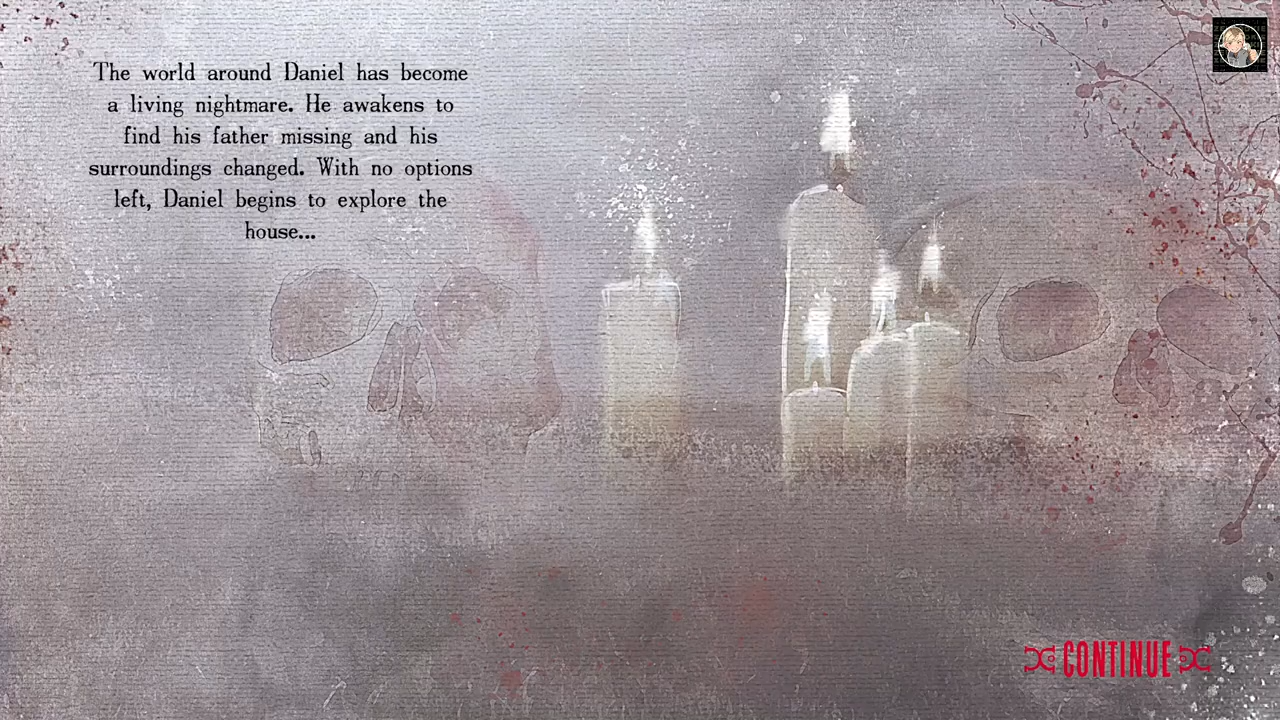 The world around Daniel has become
a living nightmare. He awakens to
find his father missing and his
surroundings changed. With no options
left, Daniel begins to explore the
house...
CONTINUE